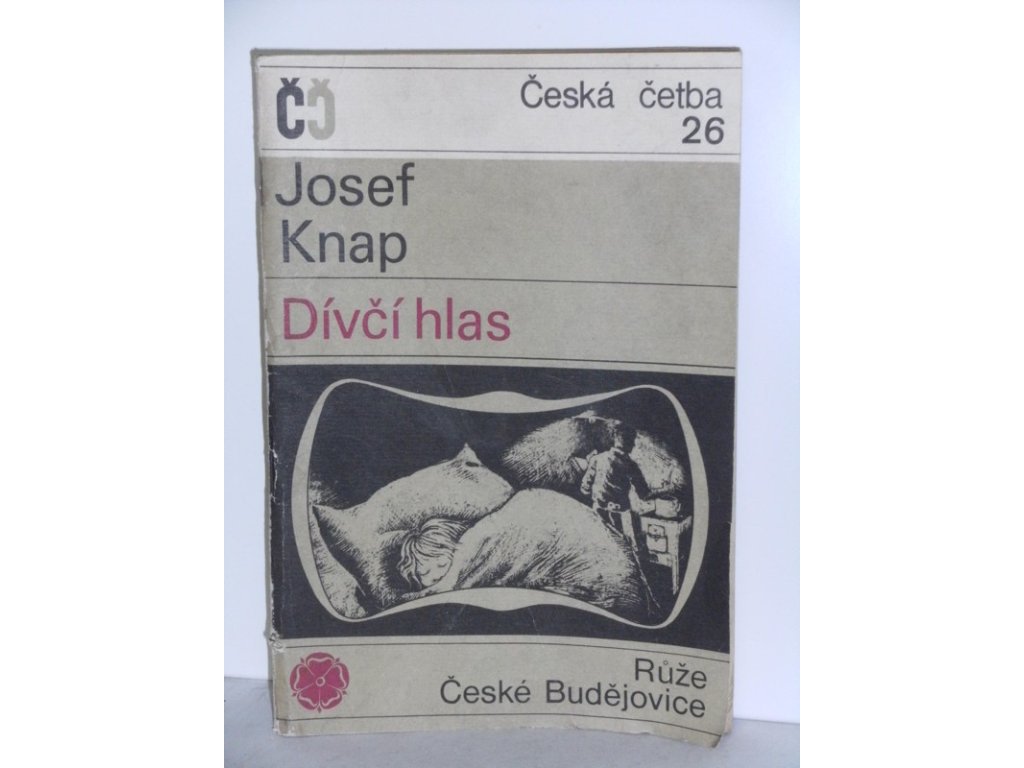 ČČ
Česká četba
26
Josef
Knap
Dívčí hlas
Růže
České Budějovice